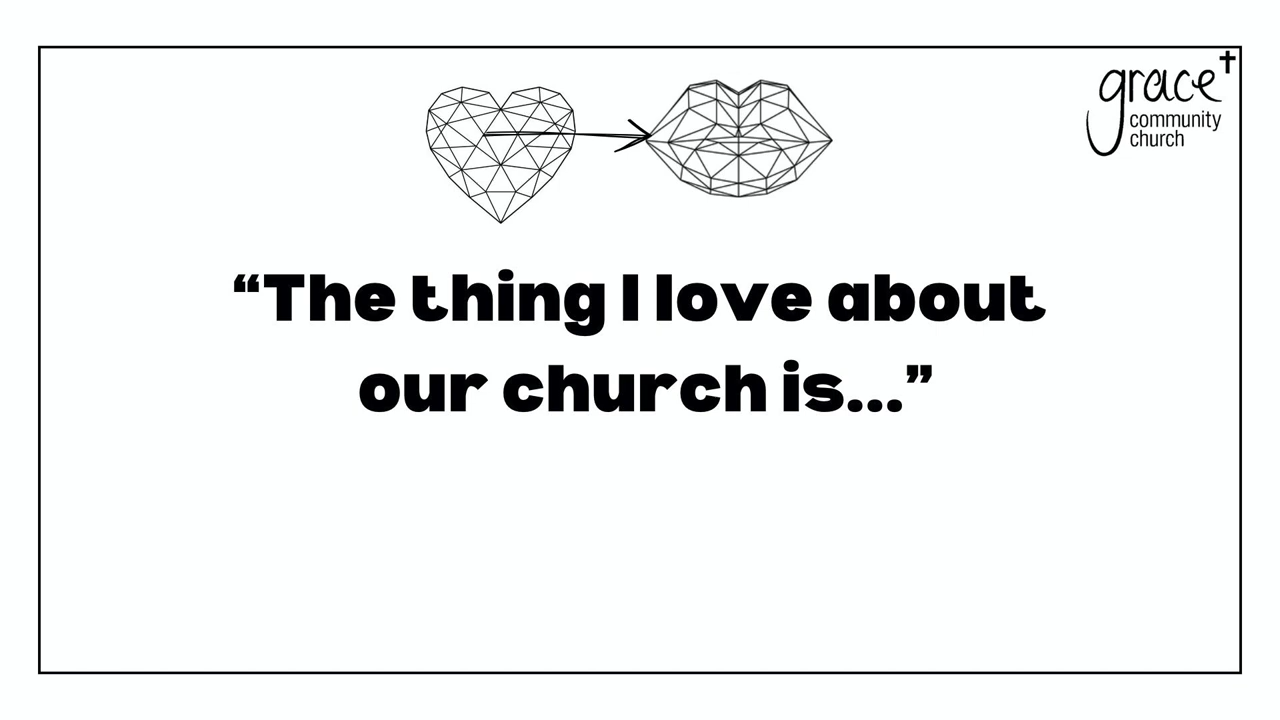 grace
community
church
“The thing I love about
our church is...”